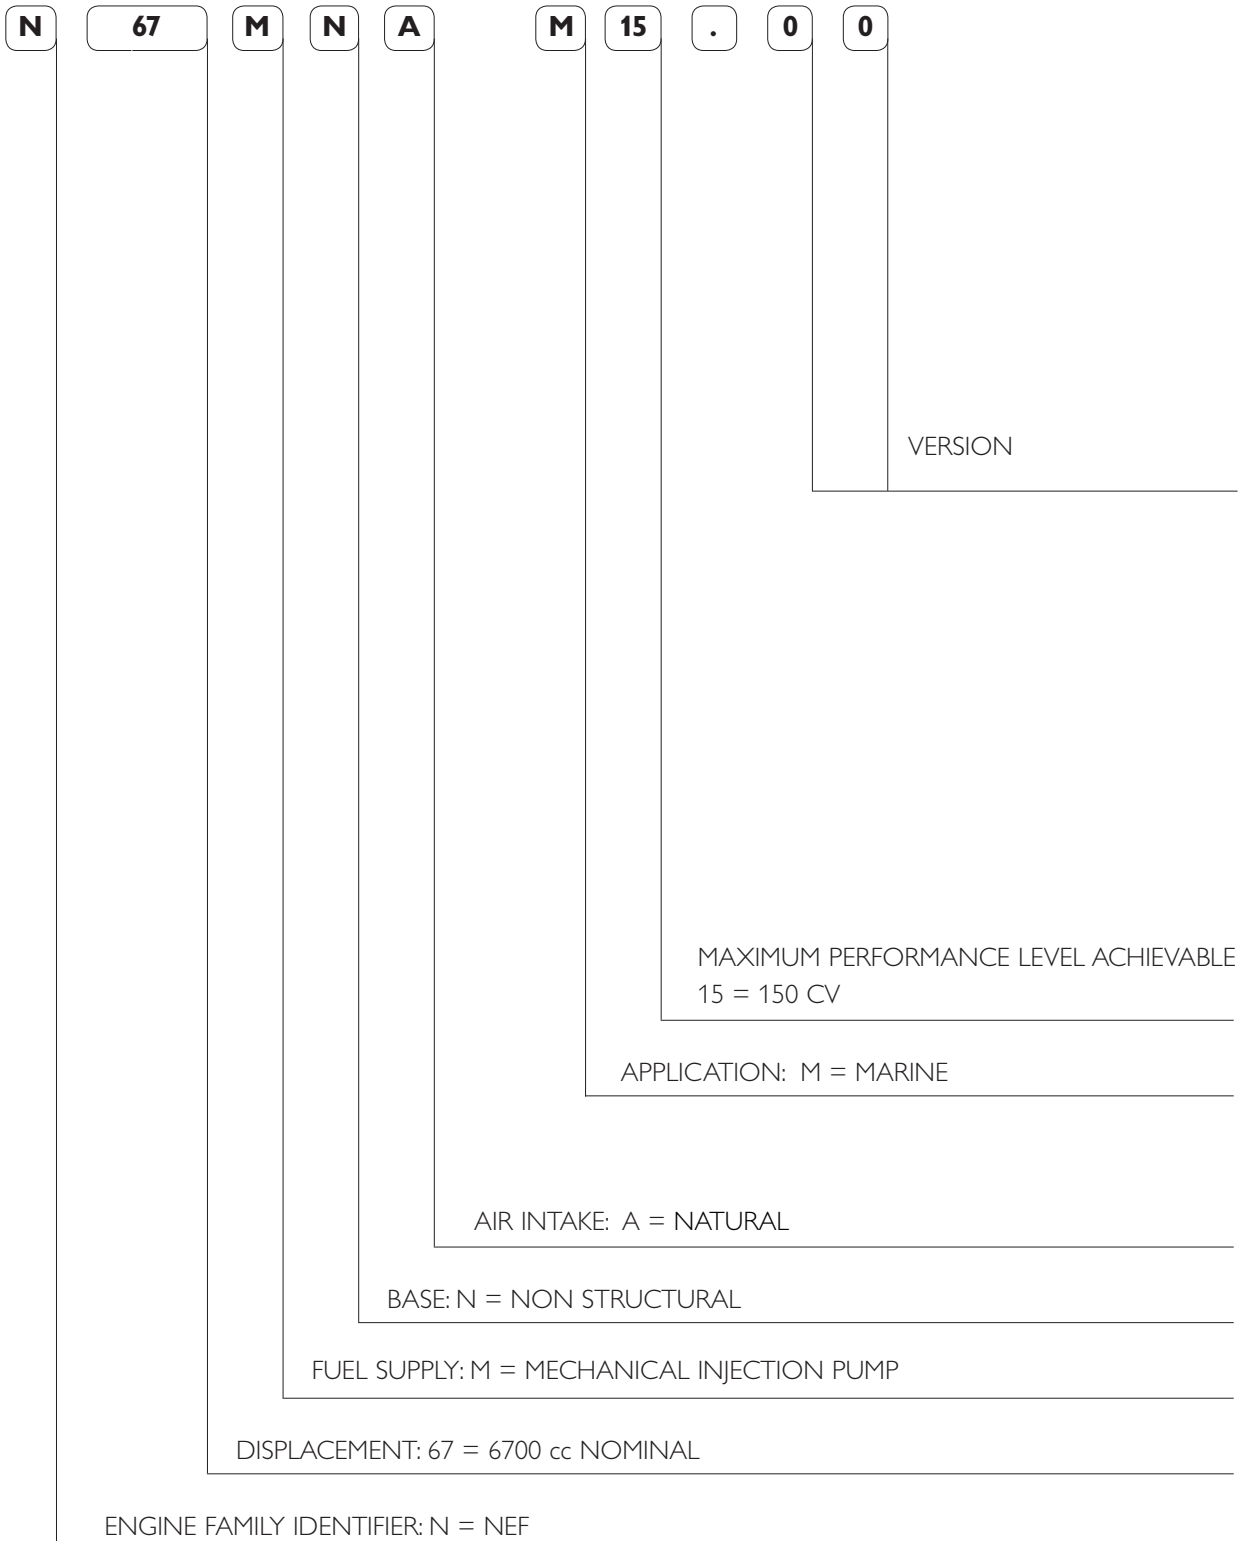 N 67 M N A M 15 . 0 0
VERSION
MAXIMUM PERFORMANCE LEVEL ACHIEVABLE
15 = 150 CV
APPLICATION: M = MARINE
AIR INTAKE: A = NATURAL
BASE: N = NON STRUCTURAL
FUEL SUPPLY: M = MECHANICAL INJECTION PUMP
DISPLACEMENT: 67 = 6700 cc NOMINAL
ENGINE FAMILY IDENTIFIER: N = NEF